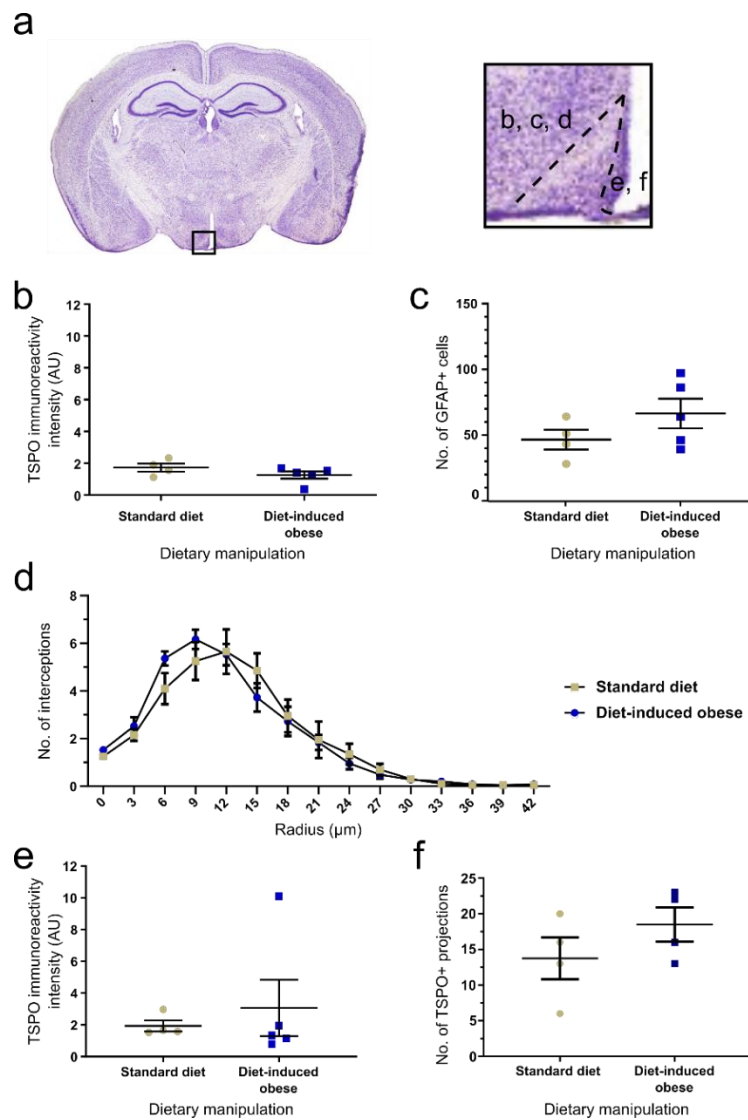 a
b, c, d
e, f
b
TSPO immunoreactivity
intensity (AU)
12
10
8
6
4
2
0
Standard diet
Diet-induced
obese
Dietary manipulation
c
No. of GFAP+ cells
150
100
50
0
Standard diet
Diet-induced
obese
Dietary manipulation
d
No. of interceptions
8
6
4
2
0
0 3 6 9 12 15 18 21 24 27 30 33 36 39 42
Radius (µm)
Standard diet
Diet-induced obese
e
TSPO immunoreactivity
intensity (AU)
12
10
8
6
4
2
0
Standard diet
Diet-induced
obese
Dietary manipulation
f
No. of TSPO+ projections
25
20
15
10
5
0
Standard diet
Diet-induced
obese
Dietary manipulation